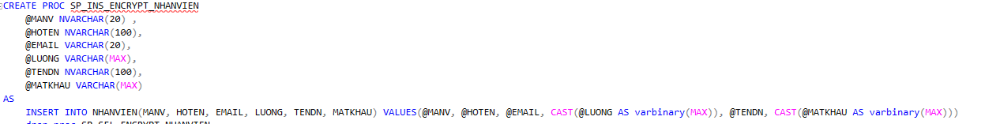 CREATE PROC SP_INS_ENCRYPT_NHANVIEN
@MANV NVARCHAR(20) ,
@HOTEN NVARCHAR(100),
@EMAIL VARCHAR(20),
@LUONG VARCHAR(MAX),
@TENDN NVARCHAR(100),
@MATKHAU VARCHAR(MAX)
AS
INSERT INTO NHANVIEN(MANV, HOTEN, EMAIL, LUONG, TENDN, MATKHAU) VALUES(@MANV, @HOTEN, @EMAIL, CAST(@LUONG AS varbinary(MAX)), @TENDN, CAST(@MATKHAU AS varbinary(MAX)))
drop proc SP_SEL_ENCRYPT_NHANVIEN